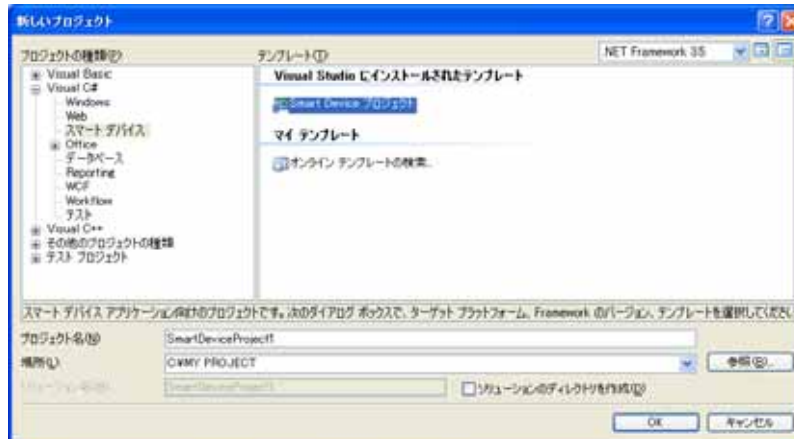 新しいプロジェクト
プロジェクトの種類(P):
テンプレート(T):
.NET Framework 3.5
Visual Basic
Visual C#
Windows
Web
スマート デバイス
Office
データベース
Reporting
WCF
Workflow
テスト
Visual C++
その他のプロジェクトの種類
テスト プロジェクト
Visual Studio にインストールされたテンプレート
Smart Device プロジェクト
マイ テンプレート
オンライン テンプレートの検索...
スマート デバイス アプリケーション向けのプロジェクトです。次のダイアログ ボックスで、ターゲット プラットフォーム、Framework のバージョン、テンプレートを選択してくださ
プロジェクト名(N):
SmartDeviceProject1
場所(L):
C:¥MY PROJECT
参照(B)...
ソリューション名(M):
SmartDeviceProject1
ソリューションのディレクトリを作成(D)
OK
キャンセル